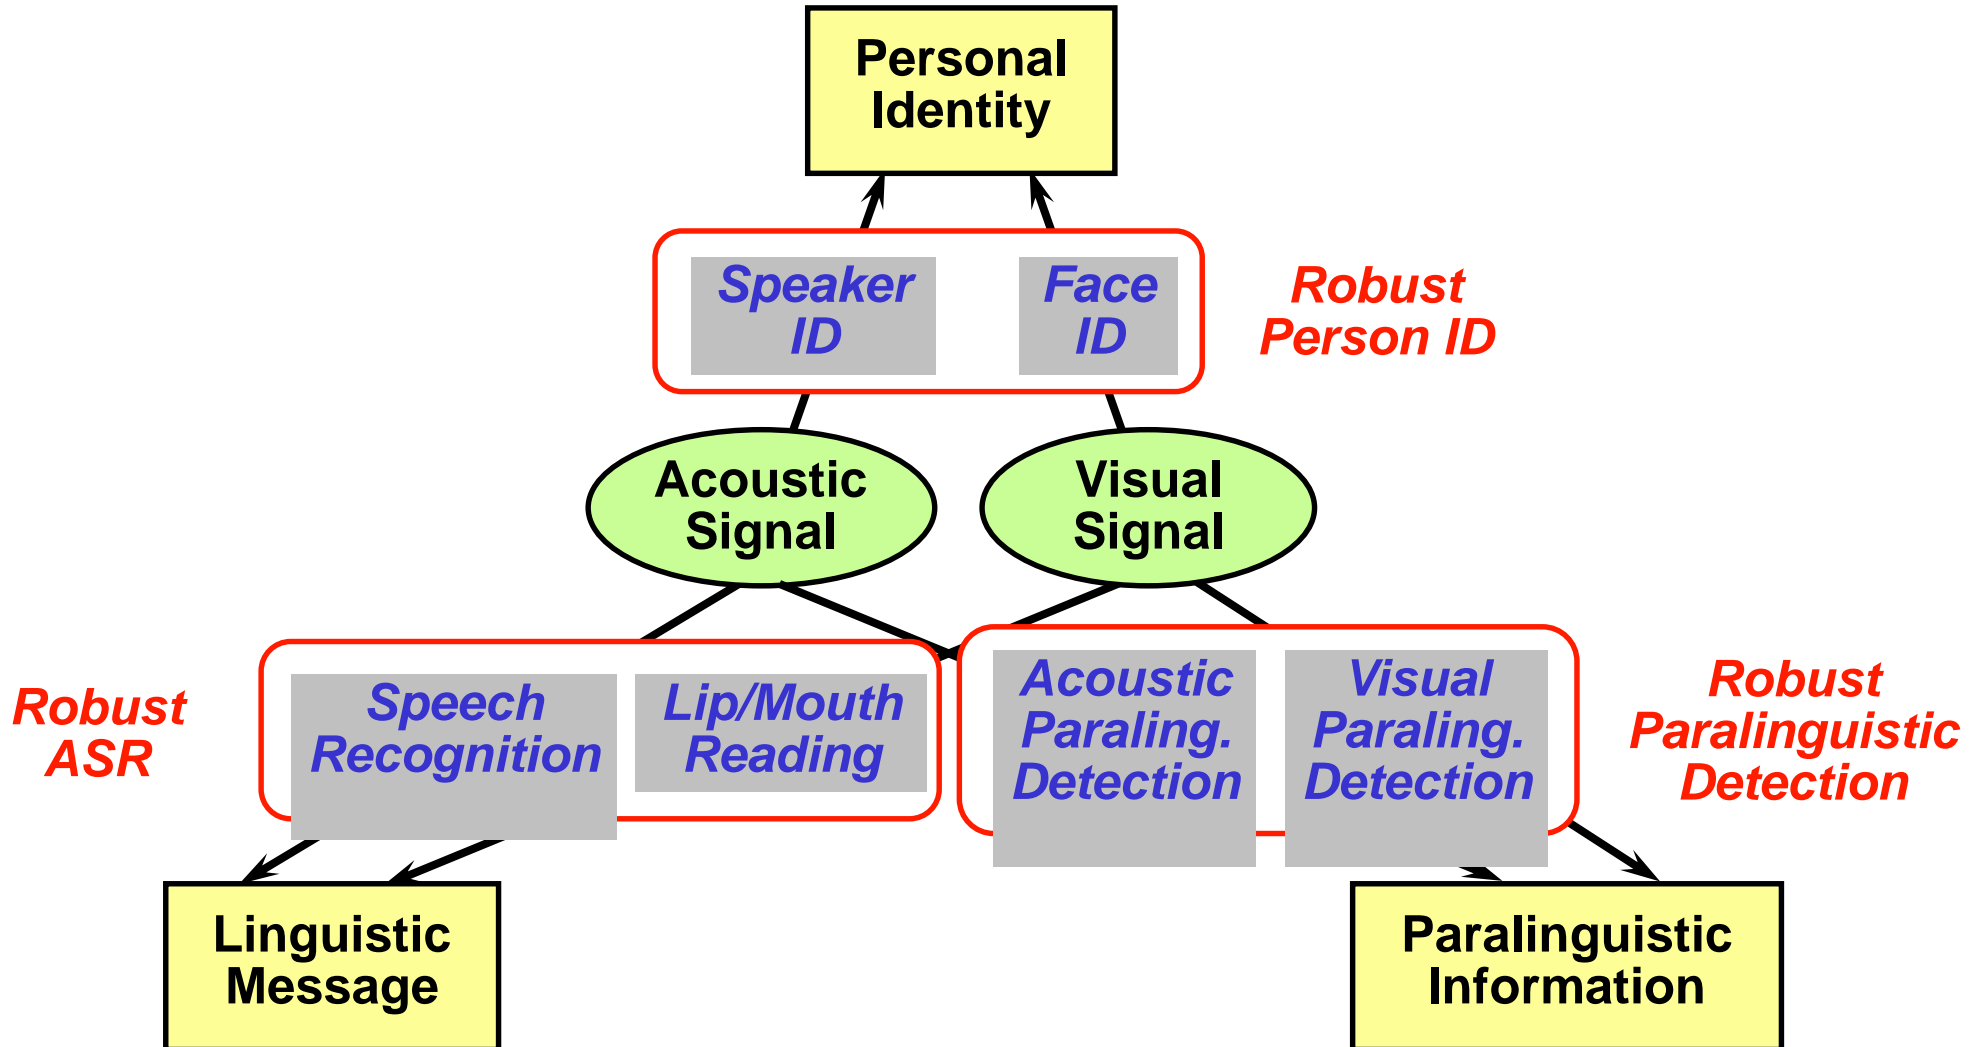 Personal
Identity
Speaker
ID
Face
ID
Robust
Person ID
Acoustic
Signal
Visual
Signal
Robust
ASR
Speech
Recognition
Lip/Mouth
Reading
Acoustic
Paraling.
Detection
Visual
Paraling.
Detection
Robust
Paralinguistic
Detection
Linguistic
Message
Paralinguistic
Information